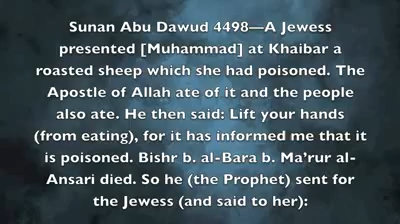 Sunan Abu Dawud 4498—A Jewess
presented [Muhammad] at Khaibar a
roasted sheep which she had poisoned. The
Apostle of Allah ate of it and the people
also ate. He then said: Lift your hands
(from eating), for it has informed me that it
is poisoned. Bishr b. al-Bara b. Ma'rur al-
Ansari died. So he (the Prophet) sent for
the Jewess (and said to her):